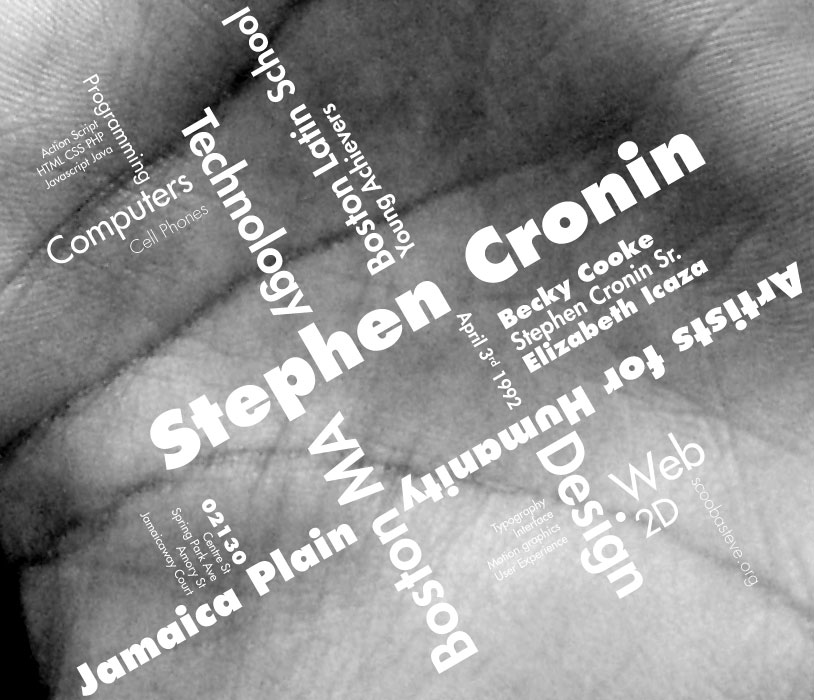 Boston Latin School
Young Achievers
Programming
Action Script
HTML CSS PHP
Javascript Java
Computers
Cell Phones
Technology
Stephen Cronin
Becky Cooke
Stephen Cronin Sr.
Elizabeth Icaza
April 3rd 1992
Artists for Humanity
Boston MA
Jamaica Plain
02130
Centre St
Spring Park Ave
Amory St
Jamaicaway Court
Design
Web
2D
scoobasteve.org
Typography
Interface
Motion graphics
User Experience